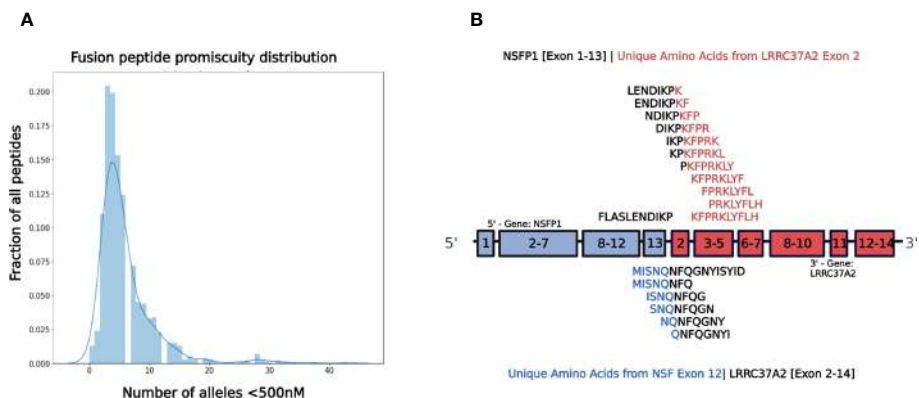 A
B
Fusion peptide promiscuity distribution
0.200
0.175
0.150
0.125
0.100
0.075
0.050
0.025
0.000
0
10
20
30
40
Fraction of all peptides
Number of alleles <500nM
NSFP1 [Exon 1-13] | Unique Amino Acids from LRRC37A2 Exon 2
LENDIKPK
ENDIKPKF
NDIKPKFP
DIKPKFPR
IKPKFPRK
KPKFPRKL
PKFPRKLY
KFPRKLYF
FPRKLYFL
PRKLYFLH
FLASLENDIKP KFPRKLYFLH
5' - Gene: NSFP1
5' 1 2-7 8-12 13 2 3-5 6-7 8-10 11 12-14 3'
3' - Gene:
LRRC37A2
MISNQNFQGNYISYID
MISNQNFQ
ISNQNFQG
SNQNFQGN
NQNFQGNY
QNFQGNYI
Unique Amino Acids from NSF Exon 12| LRRC37A2 [Exon 2-14]